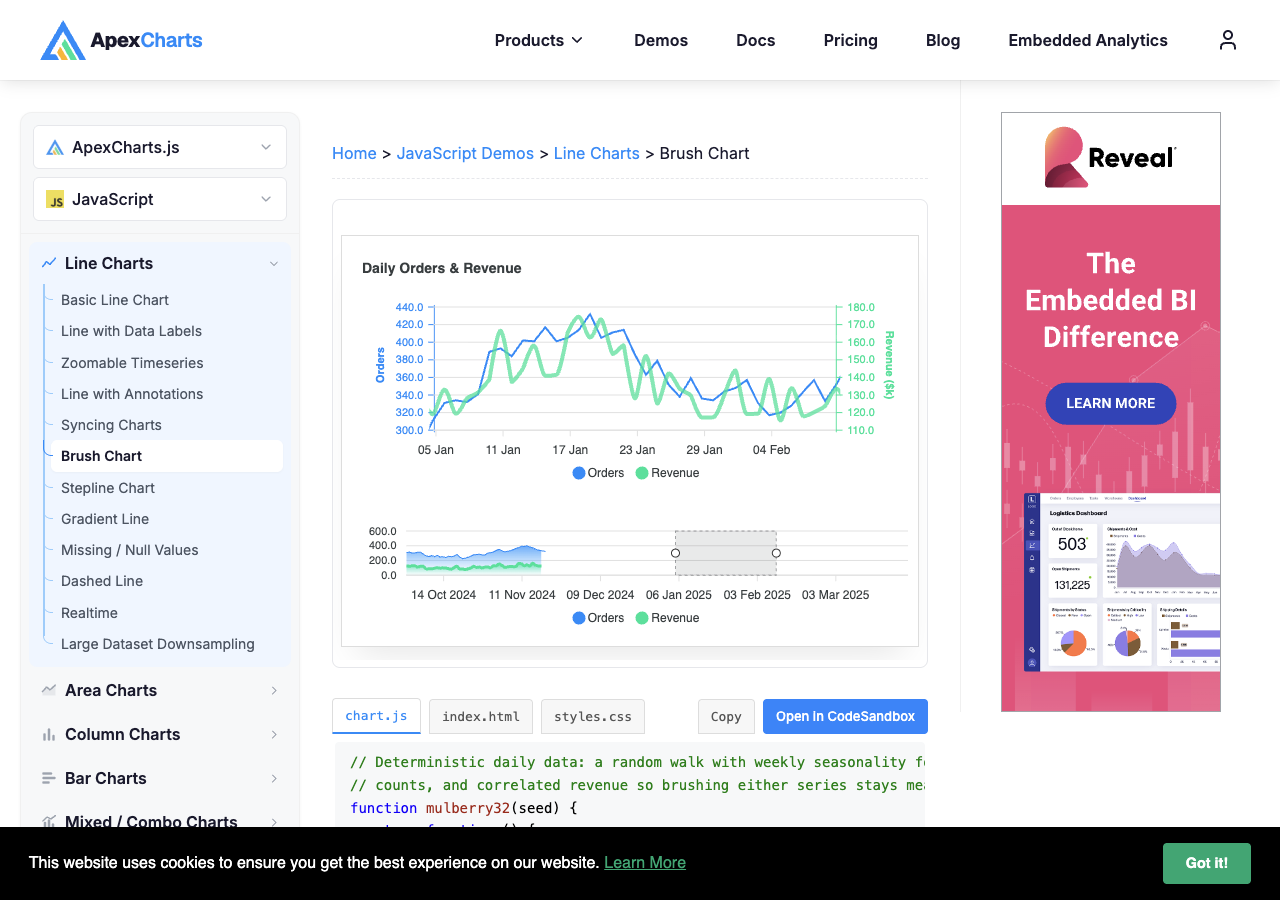 ApexCharts
Products
Demos
Docs
Pricing
Blog
Embedded Analytics
ApexCharts.js
JS JavaScript
Line Charts
Basic Line Chart
Line with Data Labels
Zoomable Timeseries
Line with Annotations
Syncing Charts
Brush Chart
Stepline Chart
Gradient Line
Missing / Null Values
Dashed Line
Realtime
Large Dataset Downsampling
Area Charts
Column Charts
Bar Charts
Mixed / Combo Charts
Home > JavaScript Demos > Line Charts > Brush Chart
Daily Orders & Revenue
440.0
420.0
400.0
380.0
360.0
340.0
320.0
300.0
Orders
180.0
170.0
160.0
150.0
140.0
130.0
120.0
110.0
Revenue ($k)
05 Jan 11 Jan 17 Jan 23 Jan 29 Jan 04 Feb
Orders Revenue
600.0
400.0
200.0
0.0
14 Oct 2024 11 Nov 2024 09 Dec 2024 06 Jan 2025 03 Feb 2025 03 Mar 2025
Orders Revenue
chart.js index.html styles.css Copy Open in CodeSandbox
// Deterministic daily data: a random walk with weekly seasonality f
// counts, and correlated revenue so brushing either series stays mea
function mulberry32(seed) {
Reveal
The
Embedded BI
Difference
LEARN MORE
Logistics Dashboard
503
131,225
This website uses cookies to ensure you get the best experience on our website. Learn More
Got it!